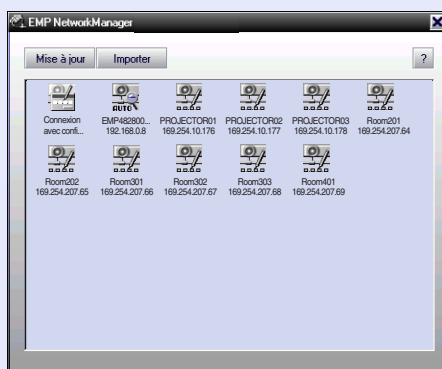 EMP NetworkManager
Mise à jour
Importer
?
Connexion
avec confi...
AUTO
EMP482800...
192.168.0.8
PROJECTOR01
169.254.10.176
PROJECTOR02
169.254.10.177
PROJECTOR03
169.254.10.178
Room201
169.254.207.64
Room202
169.254.207.65
Room301
169.254.207.66
Room302
169.254.207.67
Room303
169.254.207.68
Room401
169.254.207.69